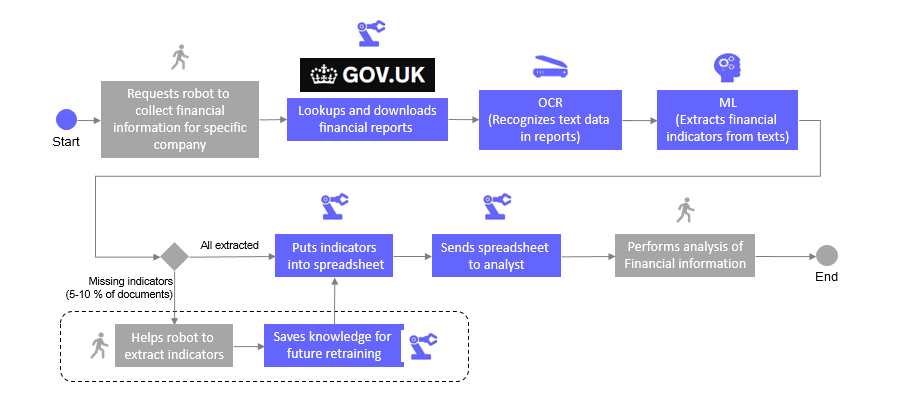 Requests robot to
collect financial
information for specific
company
GOV.UK
Lookups and downloads
financial reports
OCR
(Recognizes text data
in reports)
ML
(Extracts financial
indicators from texts)
Start
All extracted
Puts indicators
into spreadsheet
Sends spreadsheet
to analyst
Performs analysis of
Financial information
End
Missing indicators
(5-10 % of documents)
Helps robot to
extract indicators
Saves knowledge for
future retraining